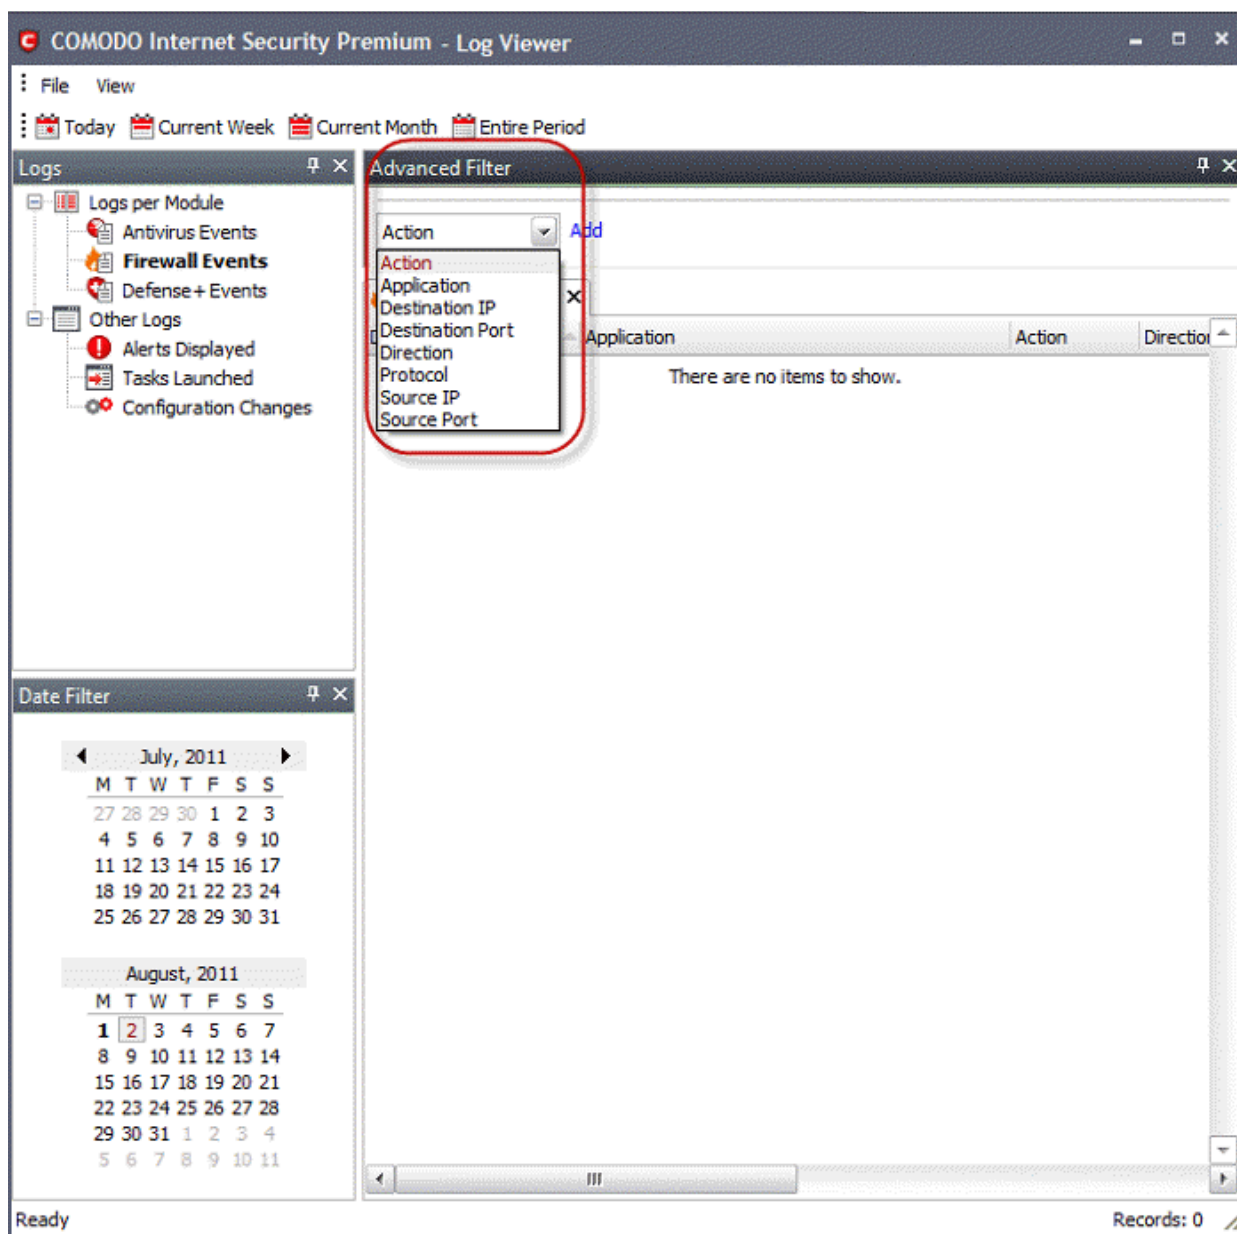 COMODO Internet Security Premium - Log Viewer
File View
Today Current Week Current Month Entire Period
Logs
Logs per Module
Antivirus Events
Firewall Events
Defense+ Events
Other Logs
Alerts Displayed
Tasks Launched
Configuration Changes
Advanced Filter
Action Add
Action
Application
Destination IP
Destination Port
Direction
Protocol
Source IP
Source Port
Application Action Direction
There are no items to show.
Date Filter
July, 2011
M T W T F S S
27 28 29 30 1 2 3
4 5 6 7 8 9 10
11 12 13 14 15 16 17
18 19 20 21 22 23 24
25 26 27 28 29 30 31
August, 2011
M T W T F S S
1 2 3 4 5 6 7
8 9 10 11 12 13 14
15 16 17 18 19 20 21
22 23 24 25 26 27 28
29 30 31 1 2 3 4
5 6 7 8 9 10 11
Ready Records: 0